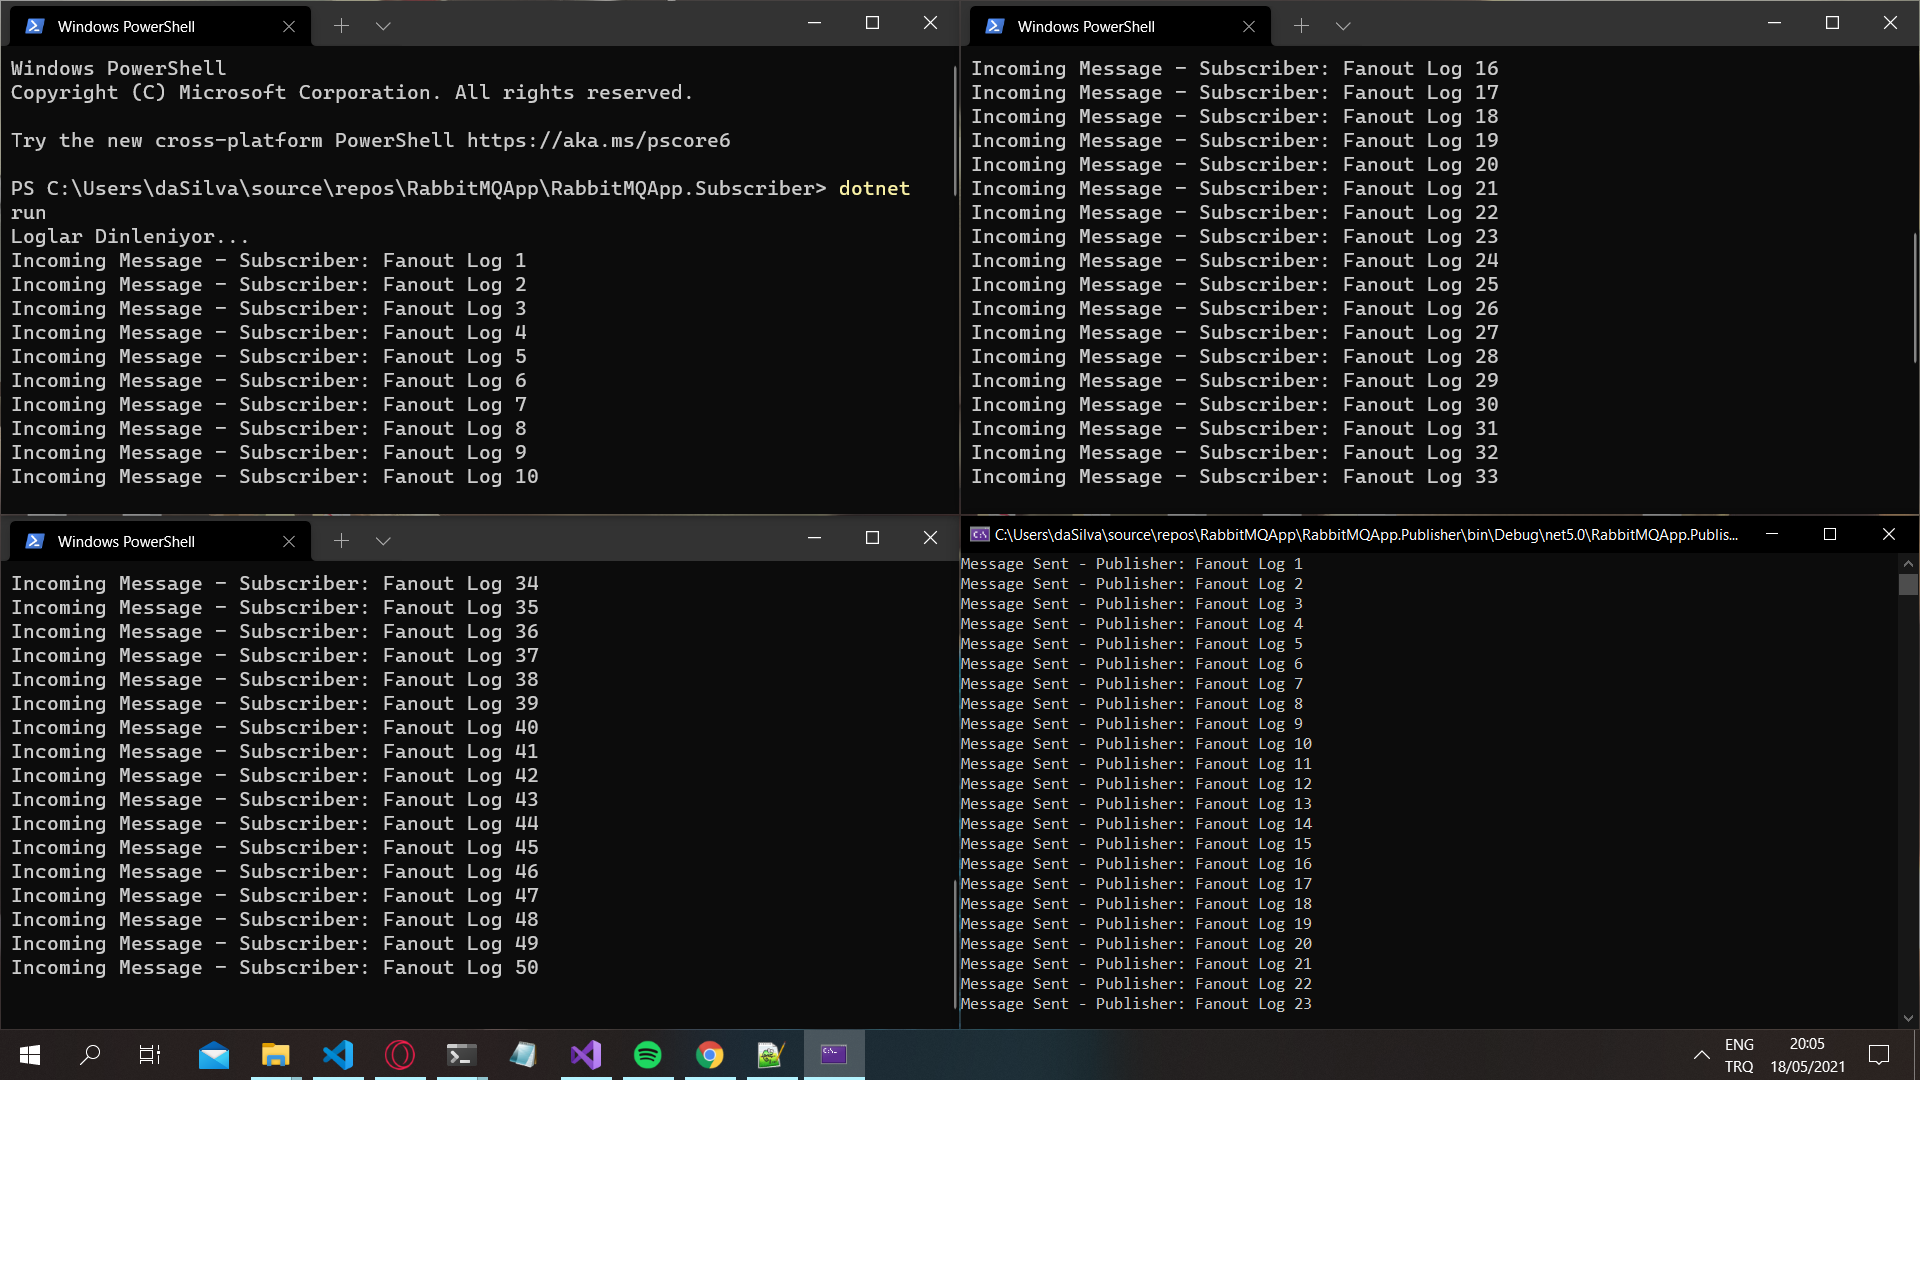 Windows PowerShell
Windows PowerShell
Copyright (C) Microsoft Corporation. All rights reserved.
Try the new cross-platform PowerShell https://aka.ms/pscore6
PS C:\Users\daSilva\source\repos\RabbitMQApp\RabbitMQApp.Subscriber> dotnet
run
Loglar Dinleniyor...
Incoming Message - Subscriber: Fanout Log 1
Incoming Message - Subscriber: Fanout Log 2
Incoming Message - Subscriber: Fanout Log 3
Incoming Message - Subscriber: Fanout Log 4
Incoming Message - Subscriber: Fanout Log 5
Incoming Message - Subscriber: Fanout Log 6
Incoming Message - Subscriber: Fanout Log 7
Incoming Message - Subscriber: Fanout Log 8
Incoming Message - Subscriber: Fanout Log 9
Incoming Message - Subscriber: Fanout Log 10
Windows PowerShell
Incoming Message - Subscriber: Fanout Log 16
Incoming Message - Subscriber: Fanout Log 17
Incoming Message - Subscriber: Fanout Log 18
Incoming Message - Subscriber: Fanout Log 19
Incoming Message - Subscriber: Fanout Log 20
Incoming Message - Subscriber: Fanout Log 21
Incoming Message - Subscriber: Fanout Log 22
Incoming Message - Subscriber: Fanout Log 23
Incoming Message - Subscriber: Fanout Log 24
Incoming Message - Subscriber: Fanout Log 25
Incoming Message - Subscriber: Fanout Log 26
Incoming Message - Subscriber: Fanout Log 27
Incoming Message - Subscriber: Fanout Log 28
Incoming Message - Subscriber: Fanout Log 29
Incoming Message - Subscriber: Fanout Log 30
Incoming Message - Subscriber: Fanout Log 31
Incoming Message - Subscriber: Fanout Log 32
Incoming Message - Subscriber: Fanout Log 33
Windows PowerShell
Incoming Message - Subscriber: Fanout Log 34
Incoming Message - Subscriber: Fanout Log 35
Incoming Message - Subscriber: Fanout Log 36
Incoming Message - Subscriber: Fanout Log 37
Incoming Message - Subscriber: Fanout Log 38
Incoming Message - Subscriber: Fanout Log 39
Incoming Message - Subscriber: Fanout Log 40
Incoming Message - Subscriber: Fanout Log 41
Incoming Message - Subscriber: Fanout Log 42
Incoming Message - Subscriber: Fanout Log 43
Incoming Message - Subscriber: Fanout Log 44
Incoming Message - Subscriber: Fanout Log 45
Incoming Message - Subscriber: Fanout Log 46
Incoming Message - Subscriber: Fanout Log 47
Incoming Message - Subscriber: Fanout Log 48
Incoming Message - Subscriber: Fanout Log 49
Incoming Message - Subscriber: Fanout Log 50
C:\Users\daSilva\source\repos\RabbitMQApp\RabbitMQApp.Publisher\bin\Debug\net5.0\RabbitMQApp.Publis...
Message Sent - Publisher: Fanout Log 1
Message Sent - Publisher: Fanout Log 2
Message Sent - Publisher: Fanout Log 3
Message Sent - Publisher: Fanout Log 4
Message Sent - Publisher: Fanout Log 5
Message Sent - Publisher: Fanout Log 6
Message Sent - Publisher: Fanout Log 7
Message Sent - Publisher: Fanout Log 8
Message Sent - Publisher: Fanout Log 9
Message Sent - Publisher: Fanout Log 10
Message Sent - Publisher: Fanout Log 11
Message Sent - Publisher: Fanout Log 12
Message Sent - Publisher: Fanout Log 13
Message Sent - Publisher: Fanout Log 14
Message Sent - Publisher: Fanout Log 15
Message Sent - Publisher: Fanout Log 16
Message Sent - Publisher: Fanout Log 17
Message Sent - Publisher: Fanout Log 18
Message Sent - Publisher: Fanout Log 19
Message Sent - Publisher: Fanout Log 20
Message Sent - Publisher: Fanout Log 21
Message Sent - Publisher: Fanout Log 22
Message Sent - Publisher: Fanout Log 23
ENG
TRQ
20:05
18/05/2021